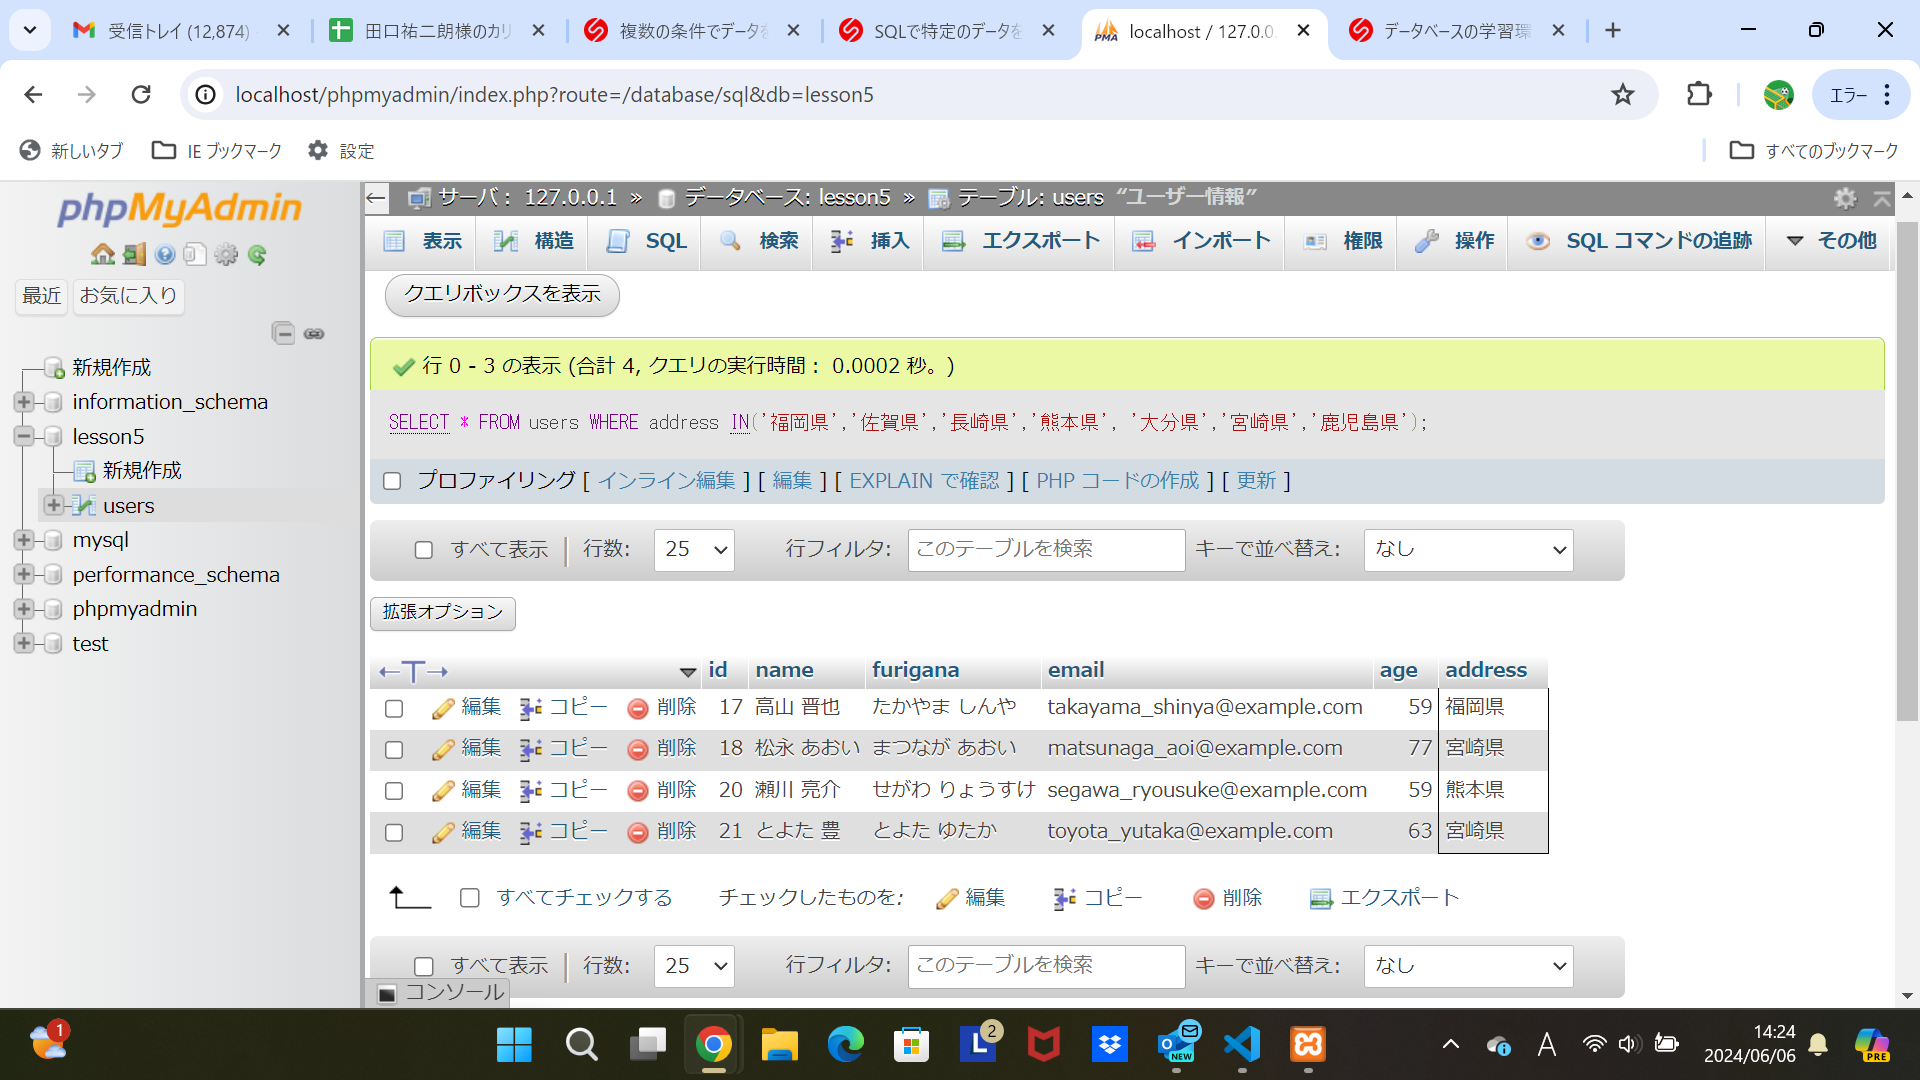 受信トレイ (12,874) 田口祐二朗様のカリ 複数の条件でデータを SQLで特定のデータを localhost / 127.0.0. データベースの学習環
localhost/phpmyadmin/index.php?route=/database/sql&db=lesson5 エラー
新しいタブ IE ブックマーク 設定 すべてのブックマーク
phpMyAdmin
最近 お気に入り
新規作成
information_schema
lesson5
新規作成
users
mysql
performance_schema
phpmyadmin
test
サーバ: 127.0.0.1 » データベース: lesson5 » テーブル: users “ユーザー情報”
表示 構造 SQL 検索 挿入 エクスポート インポート 権限 操作 SQL コマンドの追跡 その他
クエリボックスを表示
行 0 - 3 の表示 (合計 4, クエリの実行時間: 0.0002 秒。)
SELECT * FROM users WHERE address IN('福岡県','佐賀県','長崎県','熊本県', '大分県','宮崎県','鹿児島県');
プロファイリング [ インライン編集 ] [ 編集 ] [ EXPLAIN で確認 ] [ PHP コードの作成 ] [ 更新 ]
すべて表示 行数: 25 行フィルタ: このテーブルを検索 キーで並べ替え: なし
拡張オプション
←T→ id name furigana email age address
編集 コピー 削除 17 高山 晋也 たかやま しんや takayama_shinya@example.com 59 福岡県
編集 コピー 削除 18 松永 あおい まつなが あおい matsunaga_aoi@example.com 77 宮崎県
編集 コピー 削除 20 瀬川 亮介 せがわ りょうすけ segawa_ryousuke@example.com 59 熊本県
編集 コピー 削除 21 とよた 豊 とよた ゆたか toyota_yutaka@example.com 63 宮崎県
すべてチェックする チェックしたものを: 編集 コピー 削除 エクスポート
すべて表示 行数: 25 行フィルタ: このテーブルを検索 キーで並べ替え: なし
コンソール
1 L 2 NEW A 14:24 PRE
2024/06/06